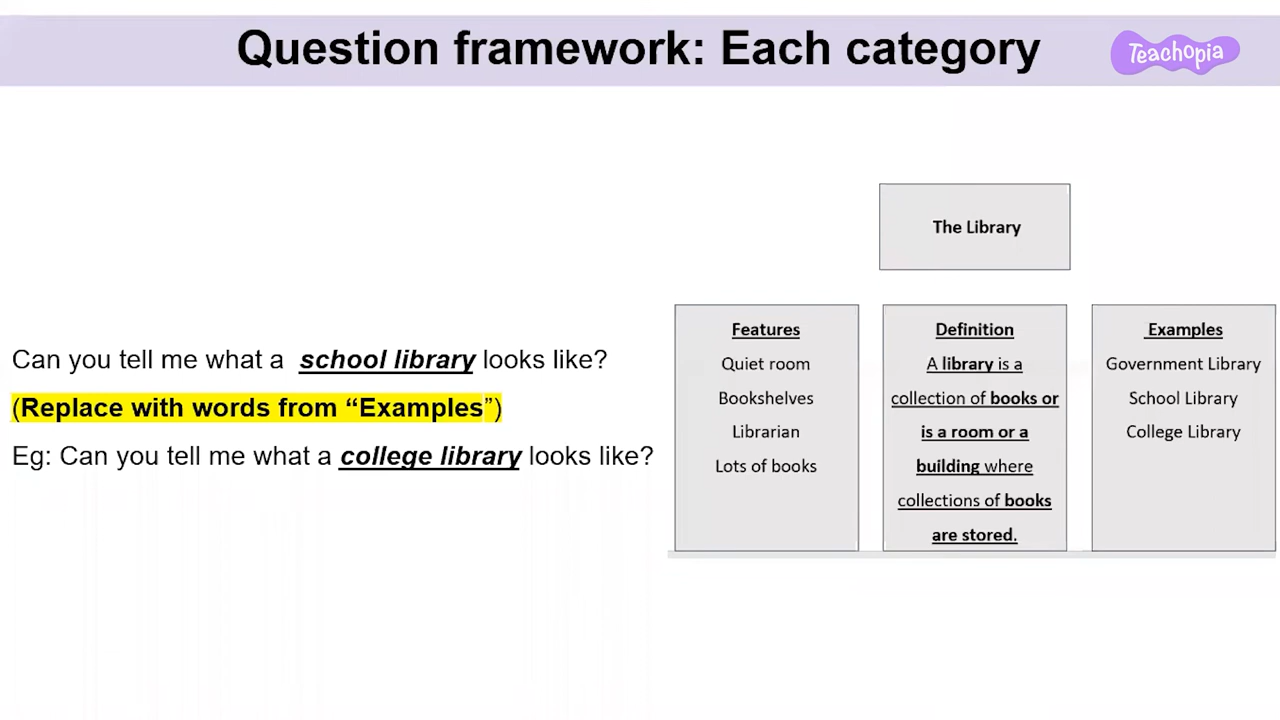 Question framework: Each category
Teachopia
Can you tell me what a school library looks like?
(Replace with words from “Examples”)
Eg: Can you tell me what a college library looks like?
The Library
Features
Quiet room
Bookshelves
Librarian
Lots of books
Definition
A library is a
collection of books or
is a room or a
building where
collections of books
are stored.
Examples
Government Library
School Library
College Library